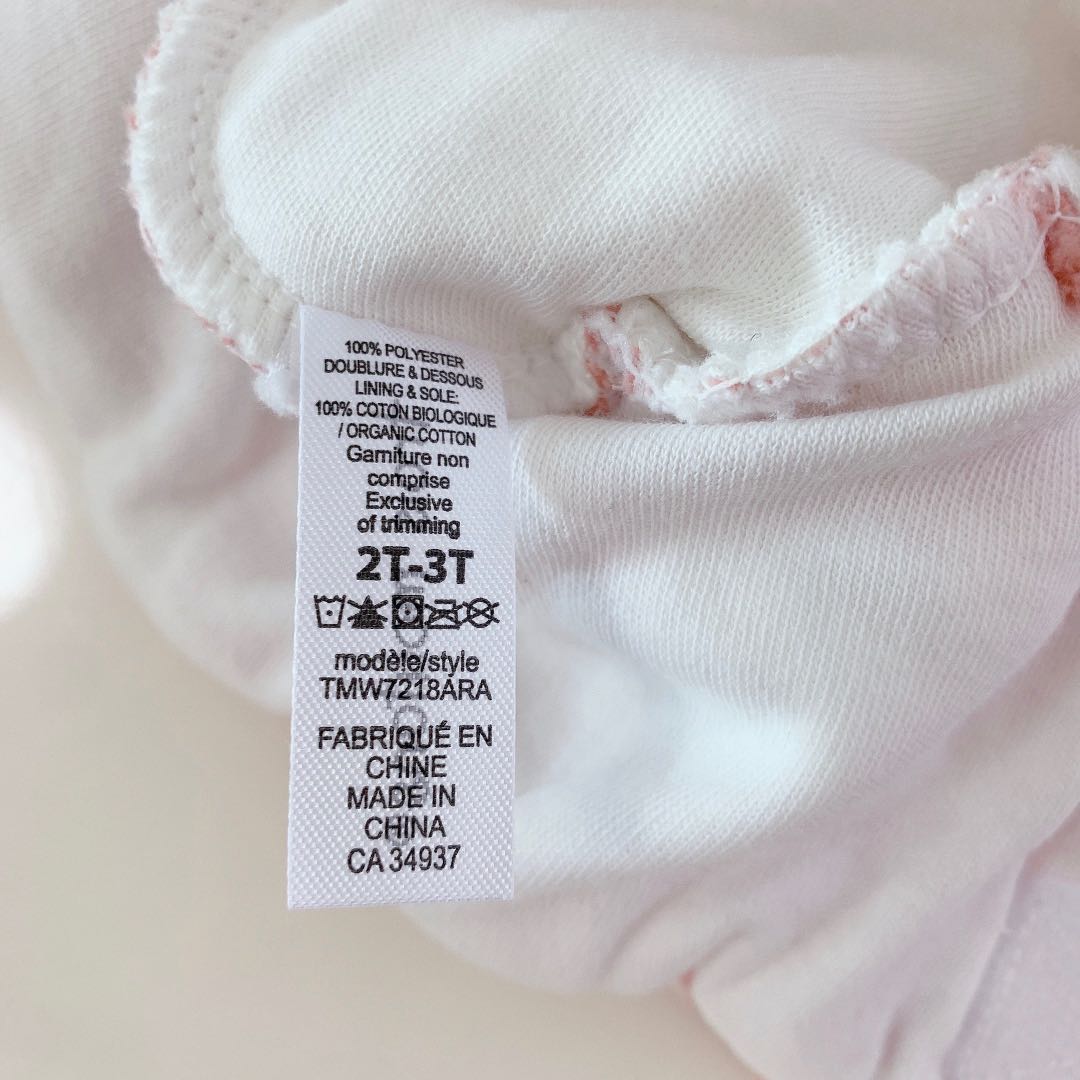 100% POLYESTER
DOUBLURE & DESSOUS
LINING & SOLE:
100% COTON BIOLOGIQUE
/ ORGANIC COTTON
Garniture non
comprise
Exclusive
of trimming
2T-3T
modèle/style
TMW7218ARA
FABRIQUÉ EN
CHINE
MADE IN
CHINA
CA 34937